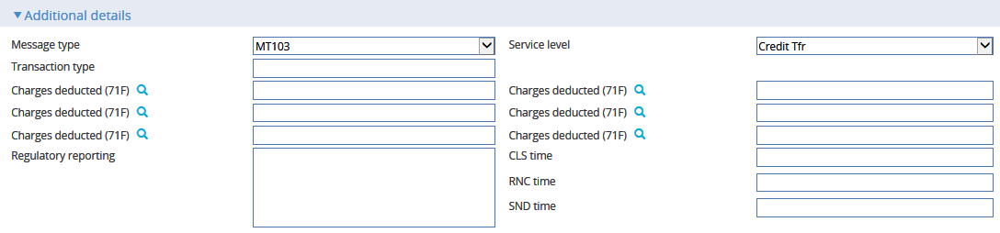 Additional details
Message type MT103 Service level Credit Tfr
Transaction type
Charges deducted (71F) Charges deducted (71F)
Charges deducted (71F) Charges deducted (71F)
Charges deducted (71F) Charges deducted (71F)
Regulatory reporting CLS time
RNC time
SND time